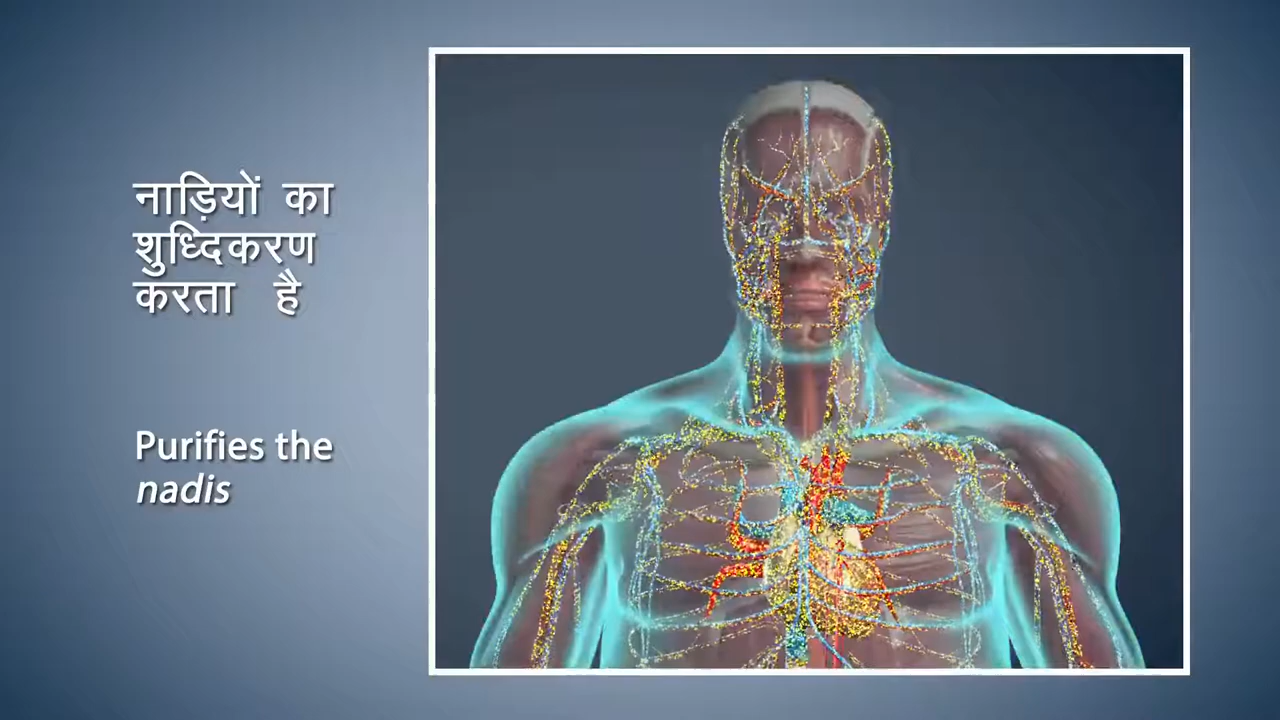 नाड़ियों का
शुध्दिकरण
करता है
Purifies the
nadis